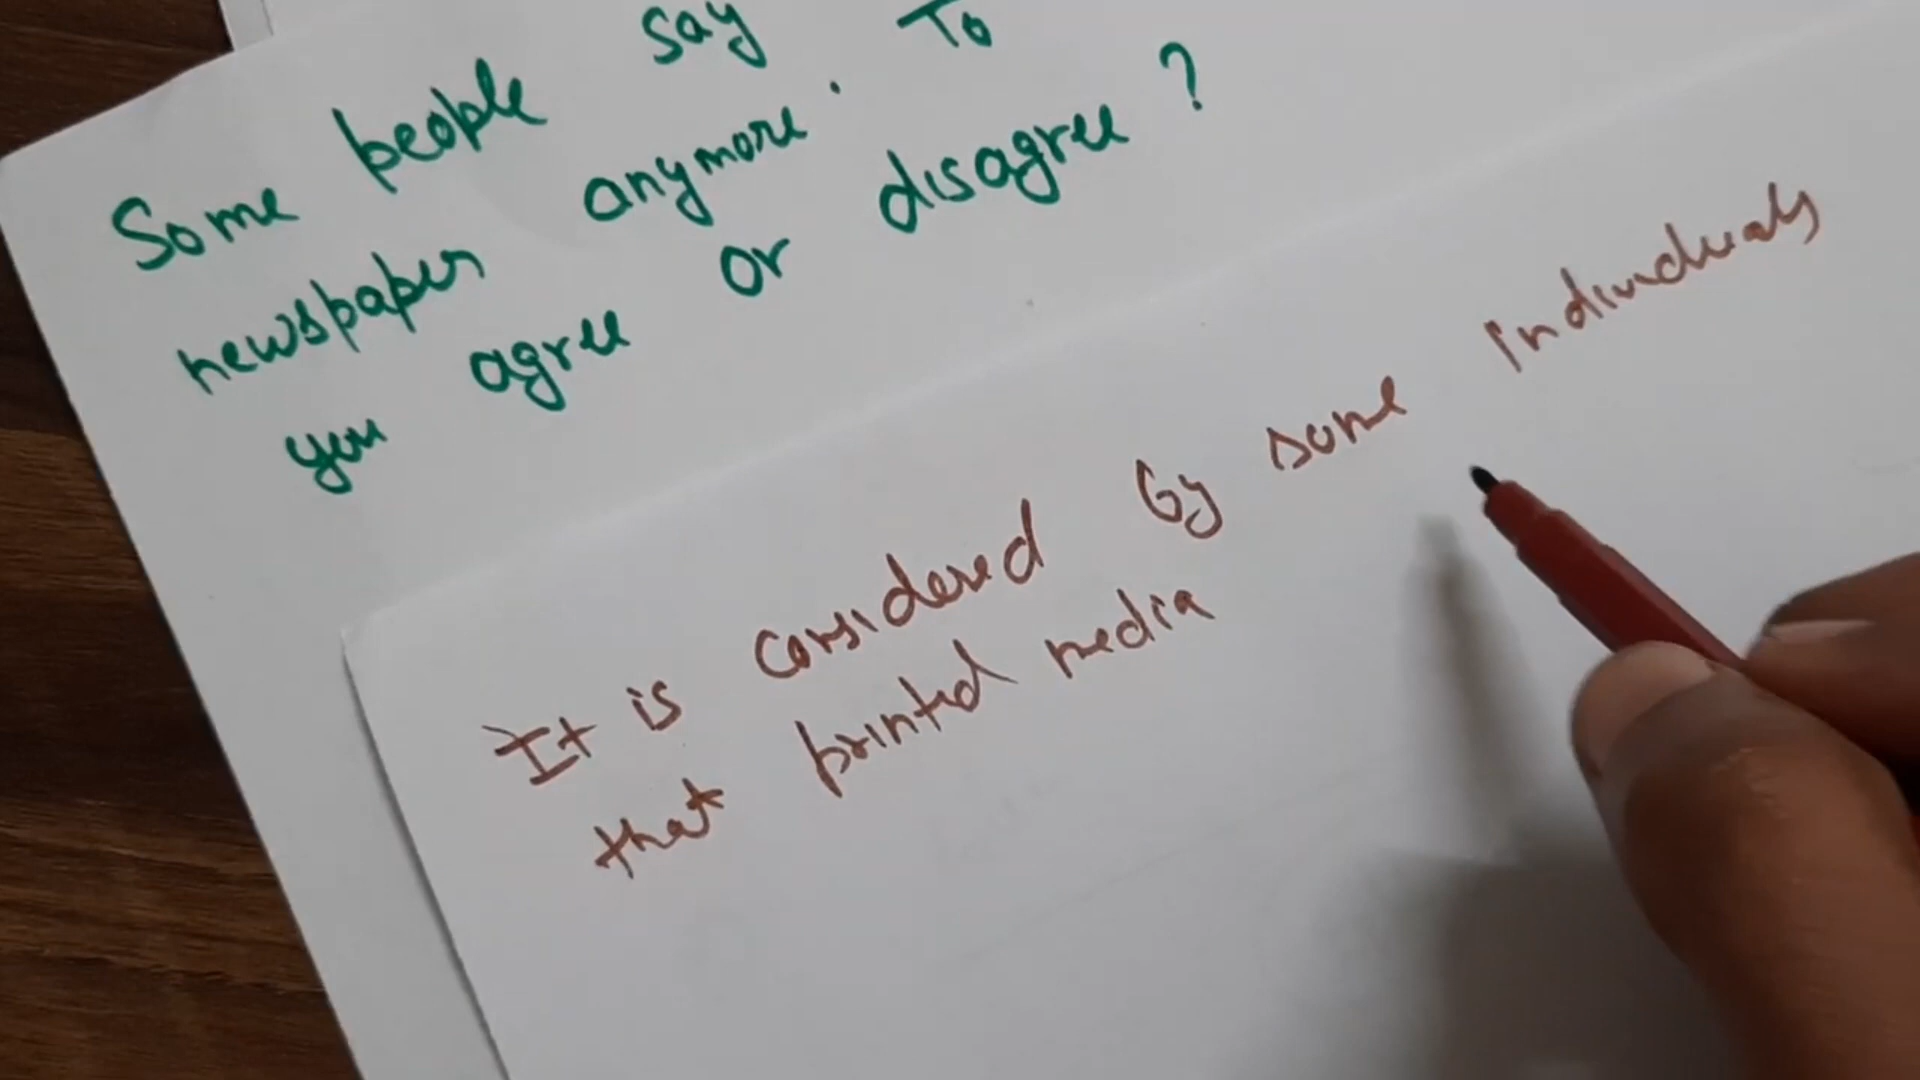 Some people say
newspaper anymore. To
you agree or disagree ?
It is considered by some individuals
that printed media